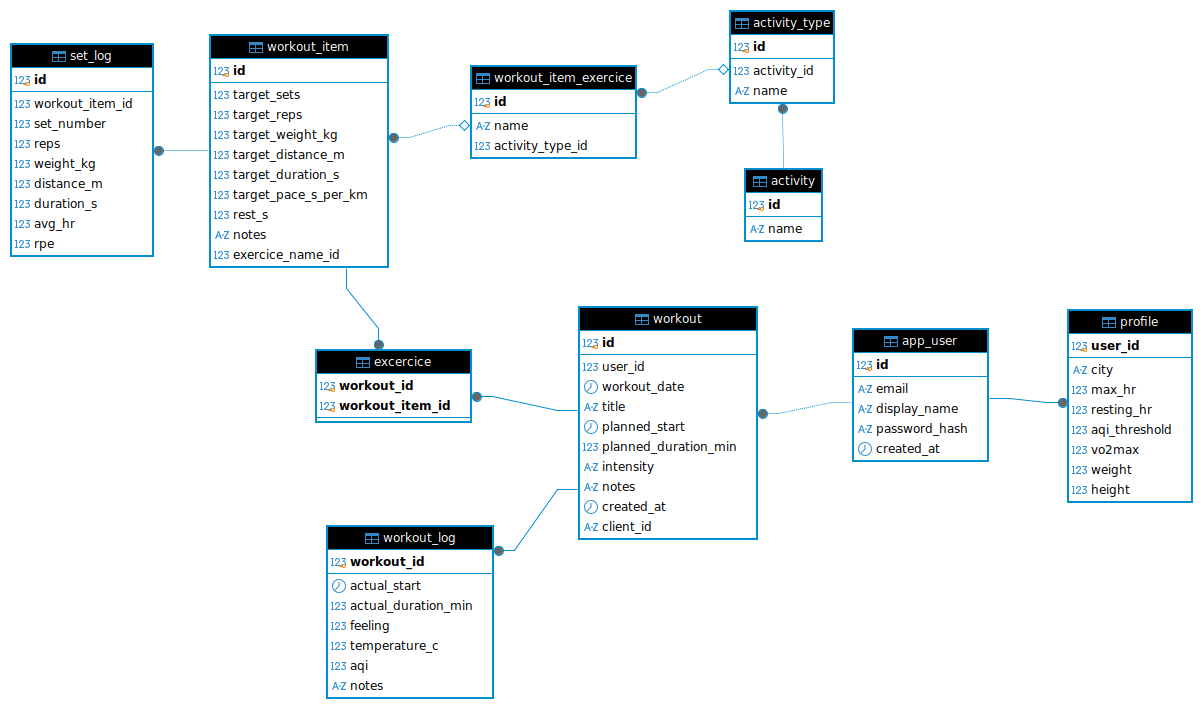 set_log
123 id
123 workout_item_id
123 set_number
123 reps
123 weight_kg
123 distance_m
123 duration_s
123 avg_hr
123 rpe
workout_item
123 id
123 target_sets
123 target_reps
123 target_weight_kg
123 target_distance_m
123 target_duration_s
123 target_pace_s_per_km
123 rest_s
A-Z notes
123 exercice_name_id
workout_item_exercice
123 id
A-Z name
123 activity_type_id
activity_type
123 id
123 activity_id
A-Z name
activity
123 id
A-Z name
excercice
123 workout_id
123 workout_item_id
workout
123 id
123 user_id
workout_date
A-Z title
planned_start
123 planned_duration_min
A-Z intensity
A-Z notes
created_at
A-Z client_id
app_user
123 id
A-Z email
A-Z display_name
A-Z password_hash
created_at
profile
123 user_id
A-Z city
123 max_hr
123 resting_hr
123 aqi_threshold
123 vo2max
123 weight
123 height
workout_log
123 workout_id
actual_start
123 actual_duration_min
123 feeling
123 temperature_c
123 aqi
A-Z notes